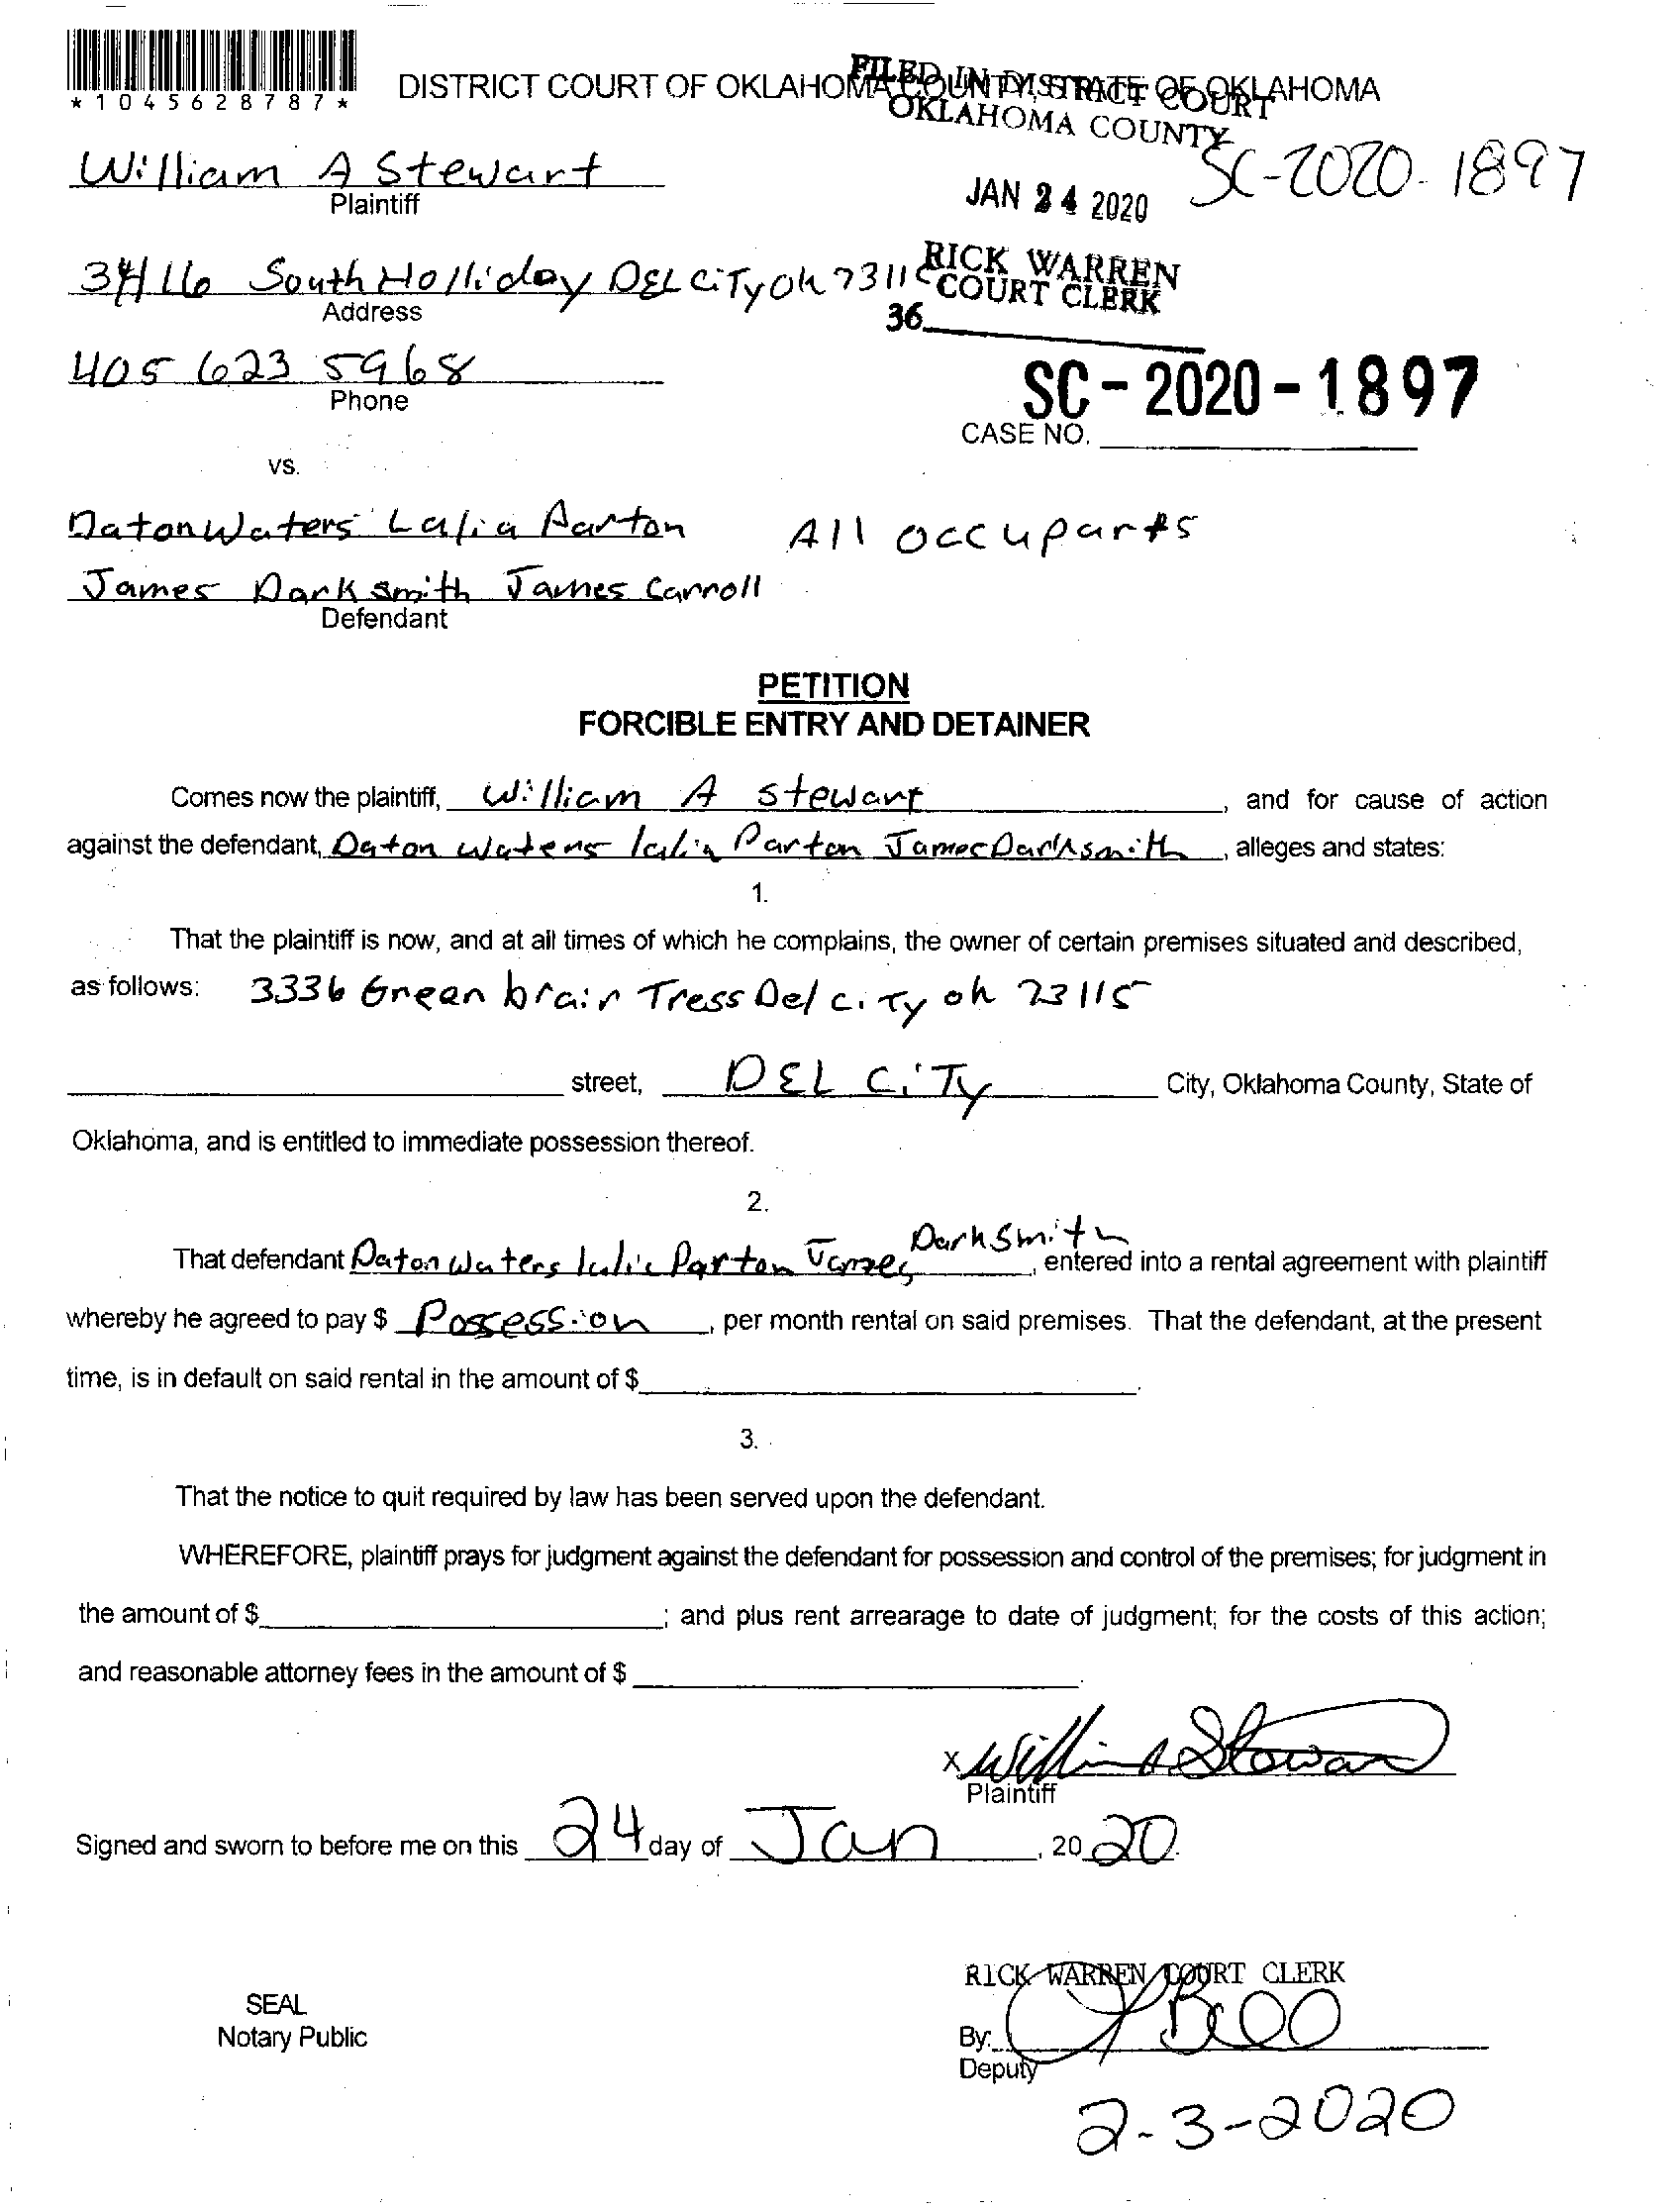 *1045628787*
DISTRICT COURT OF OKLAHOMA COUNTY, STATE OF OKLAHOMA
FILED IN DISTRICT COURT
OKLAHOMA COUNTY
SC-2020-1897
William A Stewart
Plaintiff
JAN 24 2020
South Holliday DEL CiTy Ok 7311
Address
RICK WARREN
COURT CLERK
36
405 623 5968
Phone
SC-2020-1897
CASE NO.
vs.
Daton Waters Lalia Parton All occupants
James Dark smith James Carroll
Defendant
PETITION
FORCIBLE ENTRY AND DETAINER
Comes now the plaintiff, William A Stewart, and for cause of action
against the defendant, Daton Waters lalia Parton James Darksmith, alleges and states:
1.
That the plaintiff is now, and at all times of which he complains, the owner of certain premises situated and described,
as follows: 3336 Green brair Tress Del ciTy ok 73115
street, DEL CiTy City, Oklahoma County, State of
Oklahoma, and is entitled to immediate possession thereof.
2.
That defendant Daton Waters lalia Parton James Dark Smith, entered into a rental agreement with plaintiff
whereby he agreed to pay $ Possession, per month rental on said premises. That the defendant, at the present
time, is in default on said rental in the amount of $.
3.
That the notice to quit required by law has been served upon the defendant.
WHEREFORE, plaintiff prays for judgment against the defendant for possession and control of the premises; for judgment in
the amount of $; and plus rent arrearage to date of judgment; for the costs of this action;
and reasonable attorney fees in the amount of $.
x William A Stewart
Plaintiff
Signed and sworn to before me on this 24 day of Jan, 2020.
RICK WARREN COURT CLERK
SEAL
Notary Public
By:
Deputy
2-3-2020